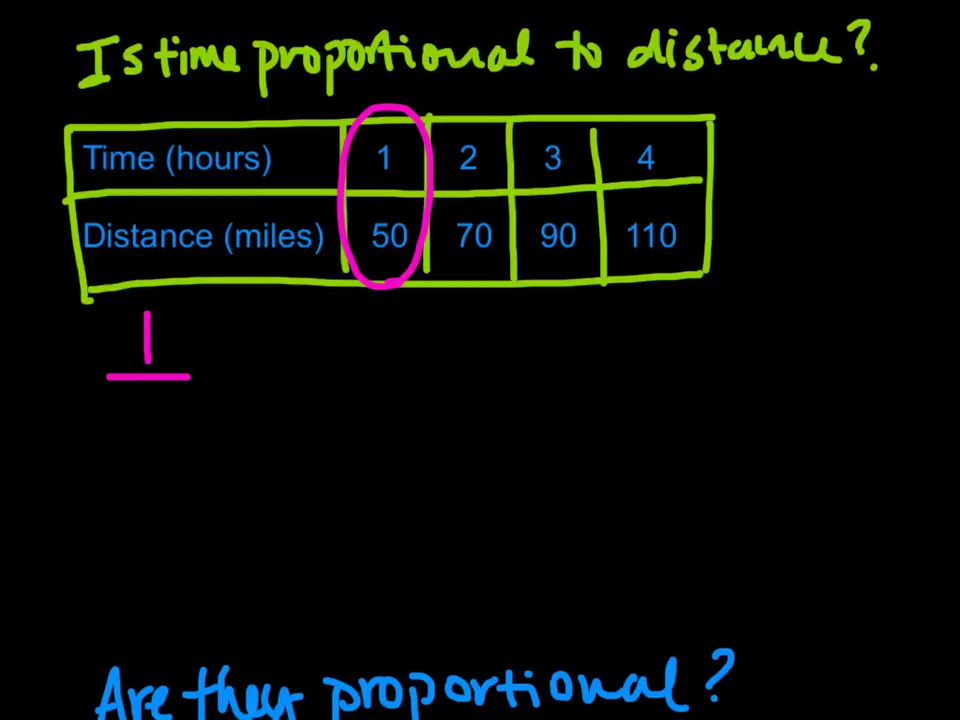 Is time proportional to distance?
Time (hours) 1 2 3 4
Distance (miles) 50 70 90 110
1
Are they proportional?